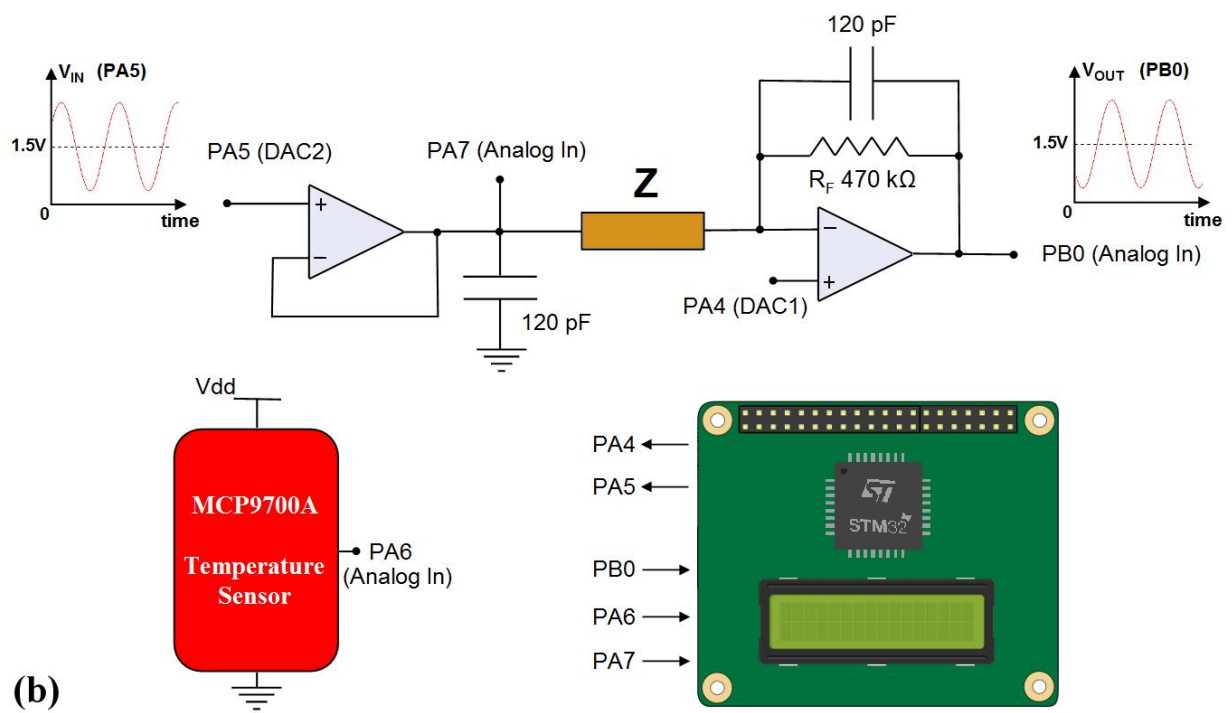 120 pF
V_IN (PA5)
V_OUT (PB0)
1.5V
1.5V
PA5 (DAC2)
PA7 (Analog In)
Z
R_F 470 kΩ
0
time
0
time
+
−
−
+
PB0 (Analog In)
PA4 (DAC1)
120 pF
Vdd
MCP9700A
Temperature
Sensor
PA6
(Analog In)
PA4
PA5
PB0
PA6
PA7
ST
STM32
(b)